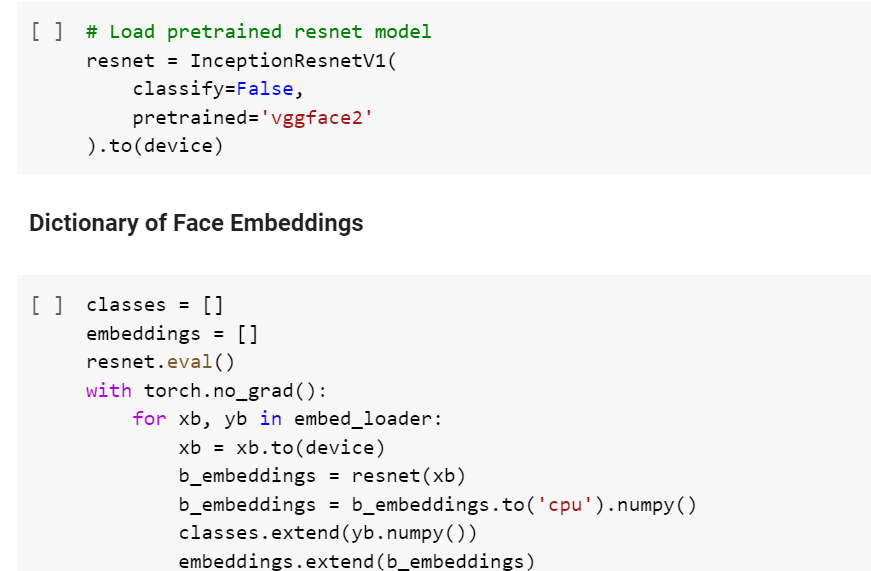 [ ] # Load pretrained resnet model
resnet = InceptionResnetV1(
    classify=False,
    pretrained='vggface2'
).to(device)
Dictionary of Face Embeddings
[ ] classes = []
embeddings = []
resnet.eval()
with torch.no_grad():
    for xb, yb in embed_loader:
        xb = xb.to(device)
        b_embeddings = resnet(xb)
        b_embeddings = b_embeddings.to('cpu').numpy()
        classes.extend(yb.numpy())
        embeddings.extend(b_embeddings)